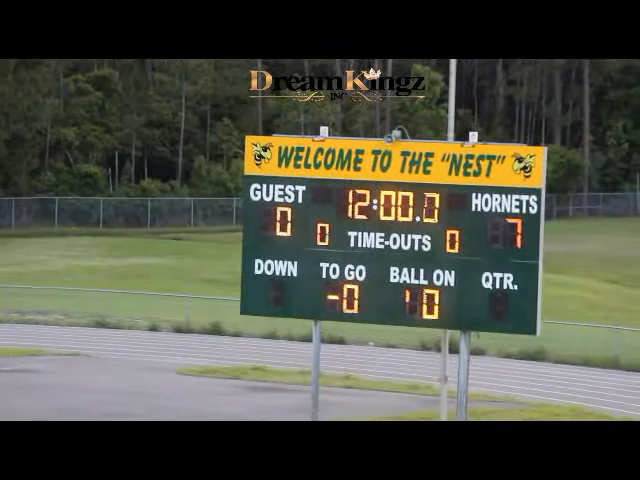 DreamKingz
INC
WELCOME TO THE "NEST"
GUEST 12:00.0 HORNETS
0 7
0 TIME-OUTS 0
DOWN TO GO BALL ON QTR.
-0 10